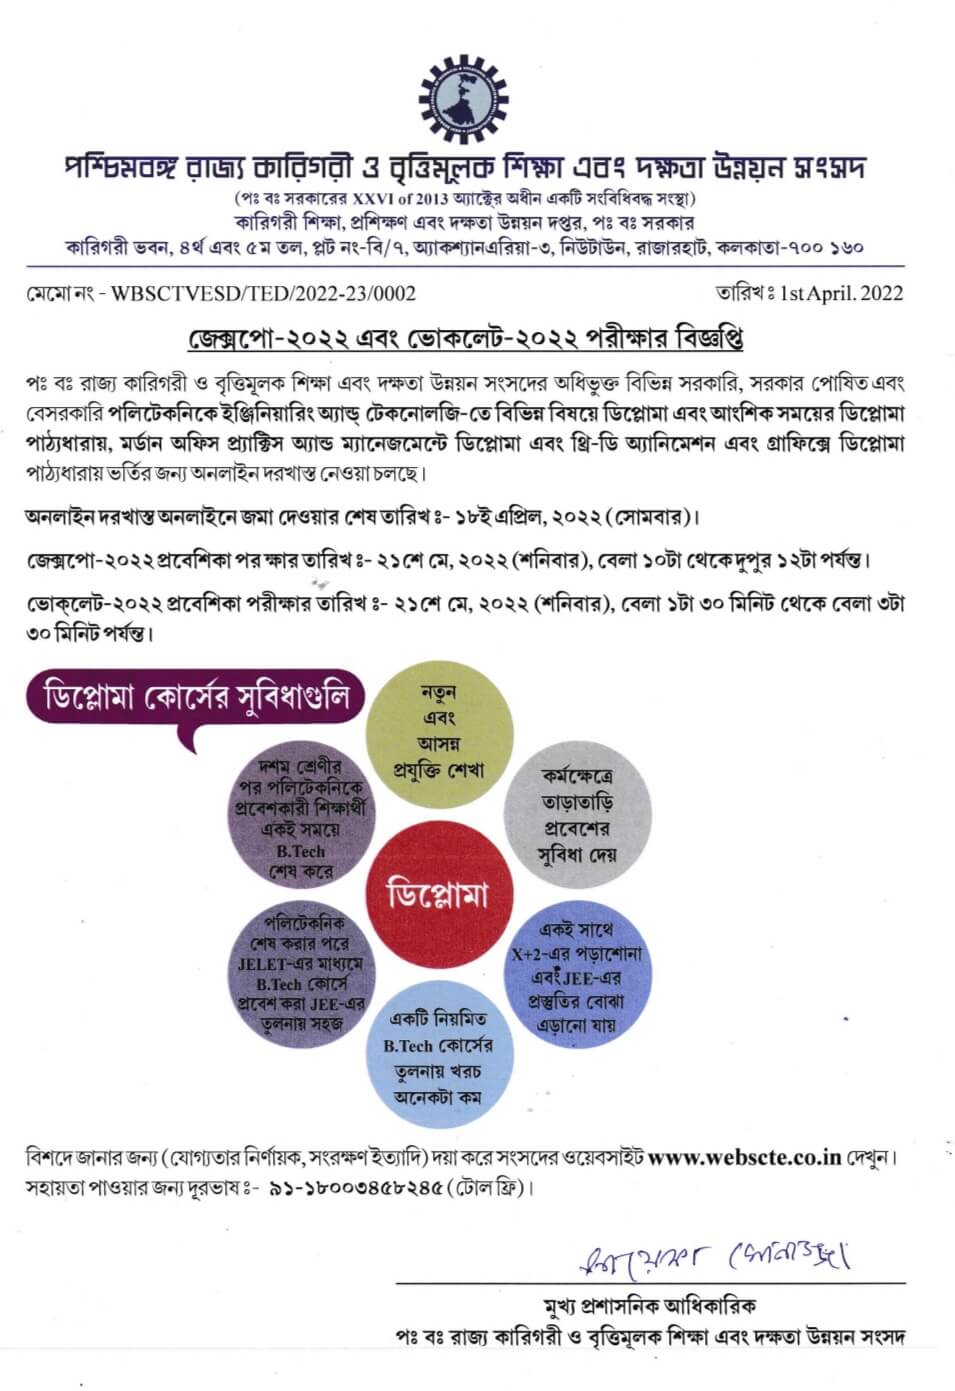 পশ্চিমবঙ্গ রাজ্য কারিগরী ও বৃত্তিমূলক শিক্ষা এবং দক্ষতা উন্নয়ন সংসদ
(পঃ বঃ সরকারের XXVI of 2013 অ্যাক্টের অধীন একটি সংবিধিবদ্ধ সংস্থা)
কারিগরী শিক্ষা, প্রশিক্ষণ এবং দক্ষতা উন্নয়ন দপ্তর, পঃ বঃ সরকার
কারিগরী ভবন, ৪র্থ এবং ৫ম তল, প্লট নং-বি/৭, অ্যাকশ্যানএরিয়া-৩, নিউটাউন, রাজারহাট, কলকাতা-৭০০ ১৬০
মেমো নং - WBSCTVESD/TED/2022-23/0002 তারিখঃ 1st April. 2022
জেক্সপো-২০২২ এবং ভোকলেট-২০২২ পরীক্ষার বিজ্ঞপ্তি
পঃ বঃ রাজ্য কারিগরী ও বৃত্তিমূলক শিক্ষা এবং দক্ষতা উন্নয়ন সংসদের অধিভুক্ত বিভিন্ন সরকারি, সরকার পোষিত এবং
বেসরকারি পলিটেকনিকে ইঞ্জিনিয়ারিং অ্যান্ড টেকনোলজি-তে বিভিন্ন বিষয়ে ডিপ্লোমা এবং আংশিক সময়ের ডিপ্লোমা
পাঠ্যধারায়, মর্ডান অফিস প্র্যাক্টিস অ্যান্ড ম্যানেজমেন্টে ডিপ্লোমা এবং থ্রি-ডি অ্যানিমেশন এবং গ্রাফিক্সে ডিপ্লোমা
পাঠ্যধারায় ভর্তির জন্য অনলাইন দরখাস্ত নেওয়া চলছে।
অনলাইন দরখাস্ত অনলাইনে জমা দেওয়ার শেষ তারিখ ঃ- ১৮ই এপ্রিল, ২০২২ (সোমবার)।
জেক্সপো-২০২২ প্রবেশিকা পর ক্ষার তারিখ ঃ- ২১শে মে, ২০২২ (শনিবার), বেলা ১০টা থেকে দুপুর ১২টা পর্যন্ত।
ভোক্‌লেট-২০২২ প্রবেশিকা পরীক্ষার তারিখ ঃ- ২১শে মে, ২০২২ (শনিবার), বেলা ১টা ৩০ মিনিট থেকে বেলা ৩টা
৩০ মিনিট পর্যন্ত।
ডিপ্লোমা কোর্সের সুবিধাগুলি
নতুন
এবং
আসন্ন
প্রযুক্তি শেখা
দশম শ্রেণীর
পর পলিটেকনিকে
প্রবেশকারী শিক্ষার্থী
একই সময়ে
B.Tech
শেষ করে
কর্মক্ষেত্রে
তাড়াতাড়ি
প্রবেশের
সুবিধা দেয়
ডিপ্লোমা
পলিটেকনিক
শেষ করার পরে
JELET-এর মাধ্যমে
B.Tech কোর্সে
প্রবেশ করা JEE-এর
তুলনায় সহজ
একই সাথে
X+2-এর পড়াশোনা
এবং JEE-এর
প্রস্তুতির বোঝা
এড়ানো যায়
একটি নিয়মিত
B.Tech কোর্সের
তুলনায় খরচ
অনেকটা কম
বিশদে জানার জন্য (যোগ্যতার নির্ণায়ক, সংরক্ষণ ইত্যাদি) দয়া করে সংসদের ওয়েবসাইট www.webscte.co.in দেখুন।
সহায়তা পাওয়ার জন্য দূরভাষ ঃ- ৯১-১৮০০৩৪৫৮২৪৫ (টোল ফ্রি)।
মুখ্য প্রশাসনিক আধিকারিক
পঃ বঃ রাজ্য কারিগরী ও বৃত্তিমূলক শিক্ষা এবং দক্ষতা উন্নয়ন সংসদ